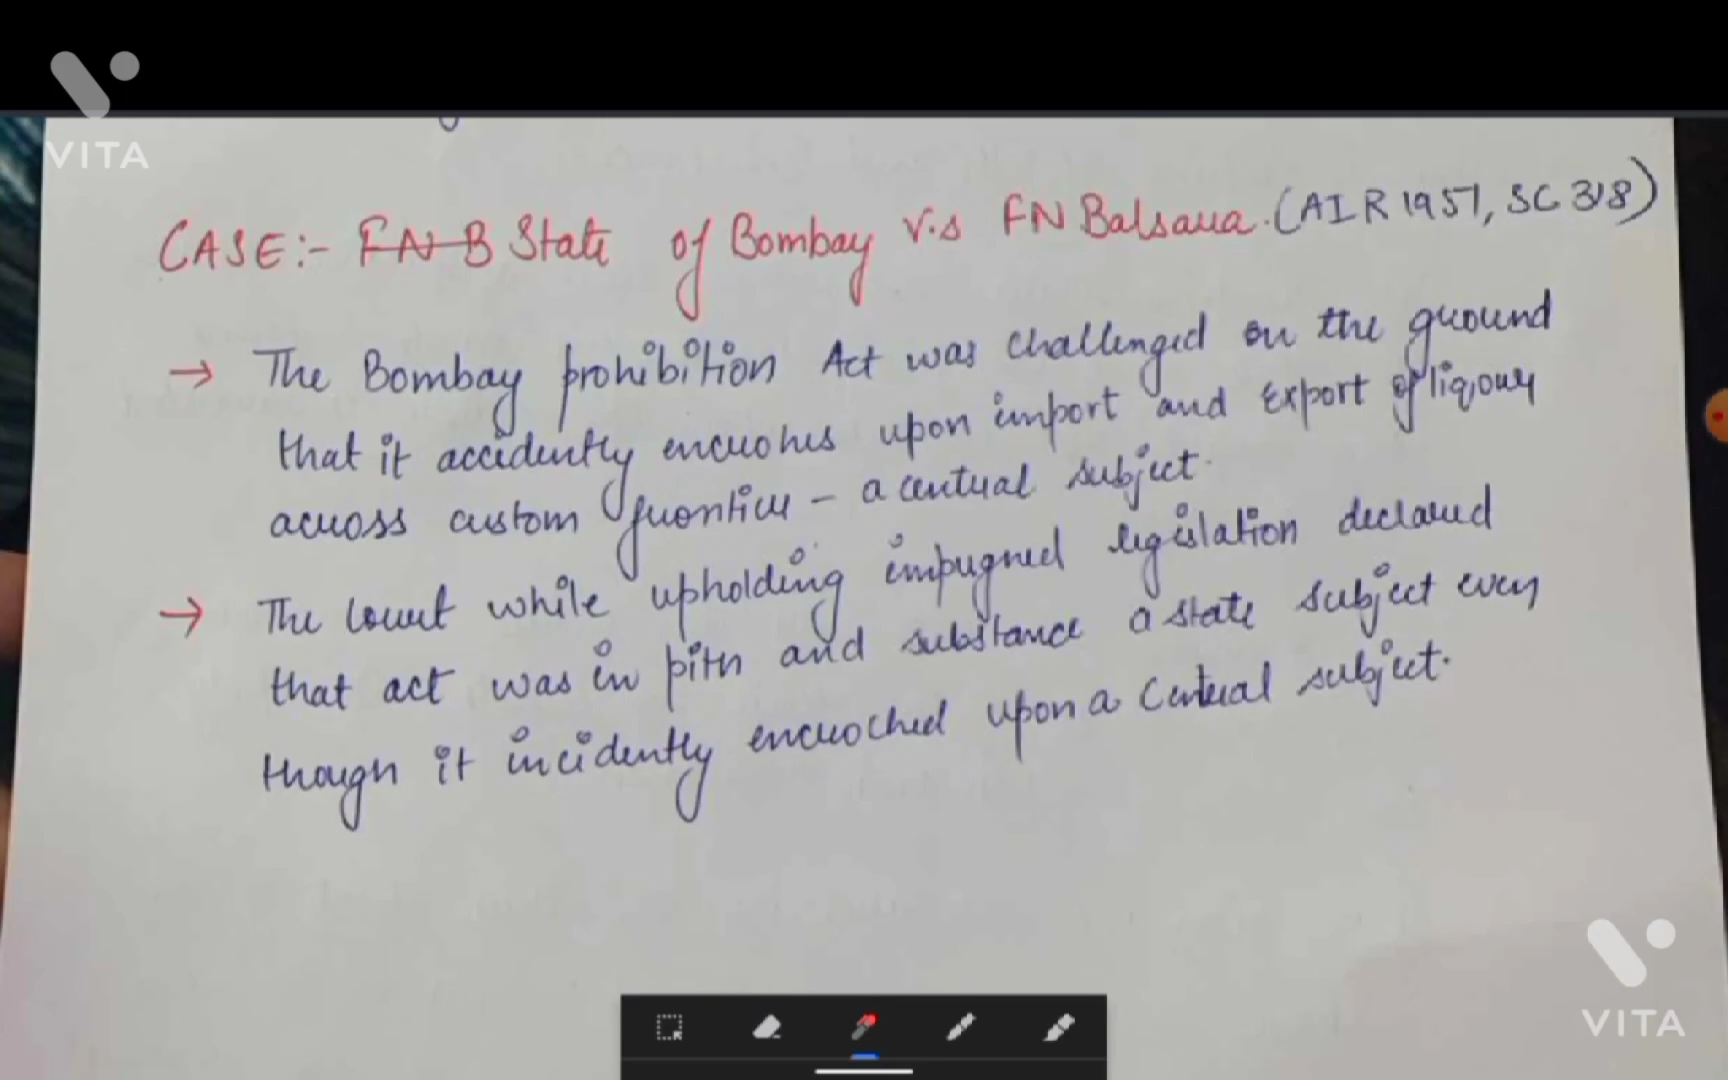 VITA
CASE:- F N B State of Bombay v.s FN Balsara. (AIR 1951, SC 318)
→ The Bombay prohibition Act was challenged on the ground
that it accidently encrohes upon import and Export of liqour
across custom frontier - a central subject.
→ The Court while upholding impugned legislation declared
that act was in pith and substance a state subject even
though it incidently encroched upon a Central subject.
VITA